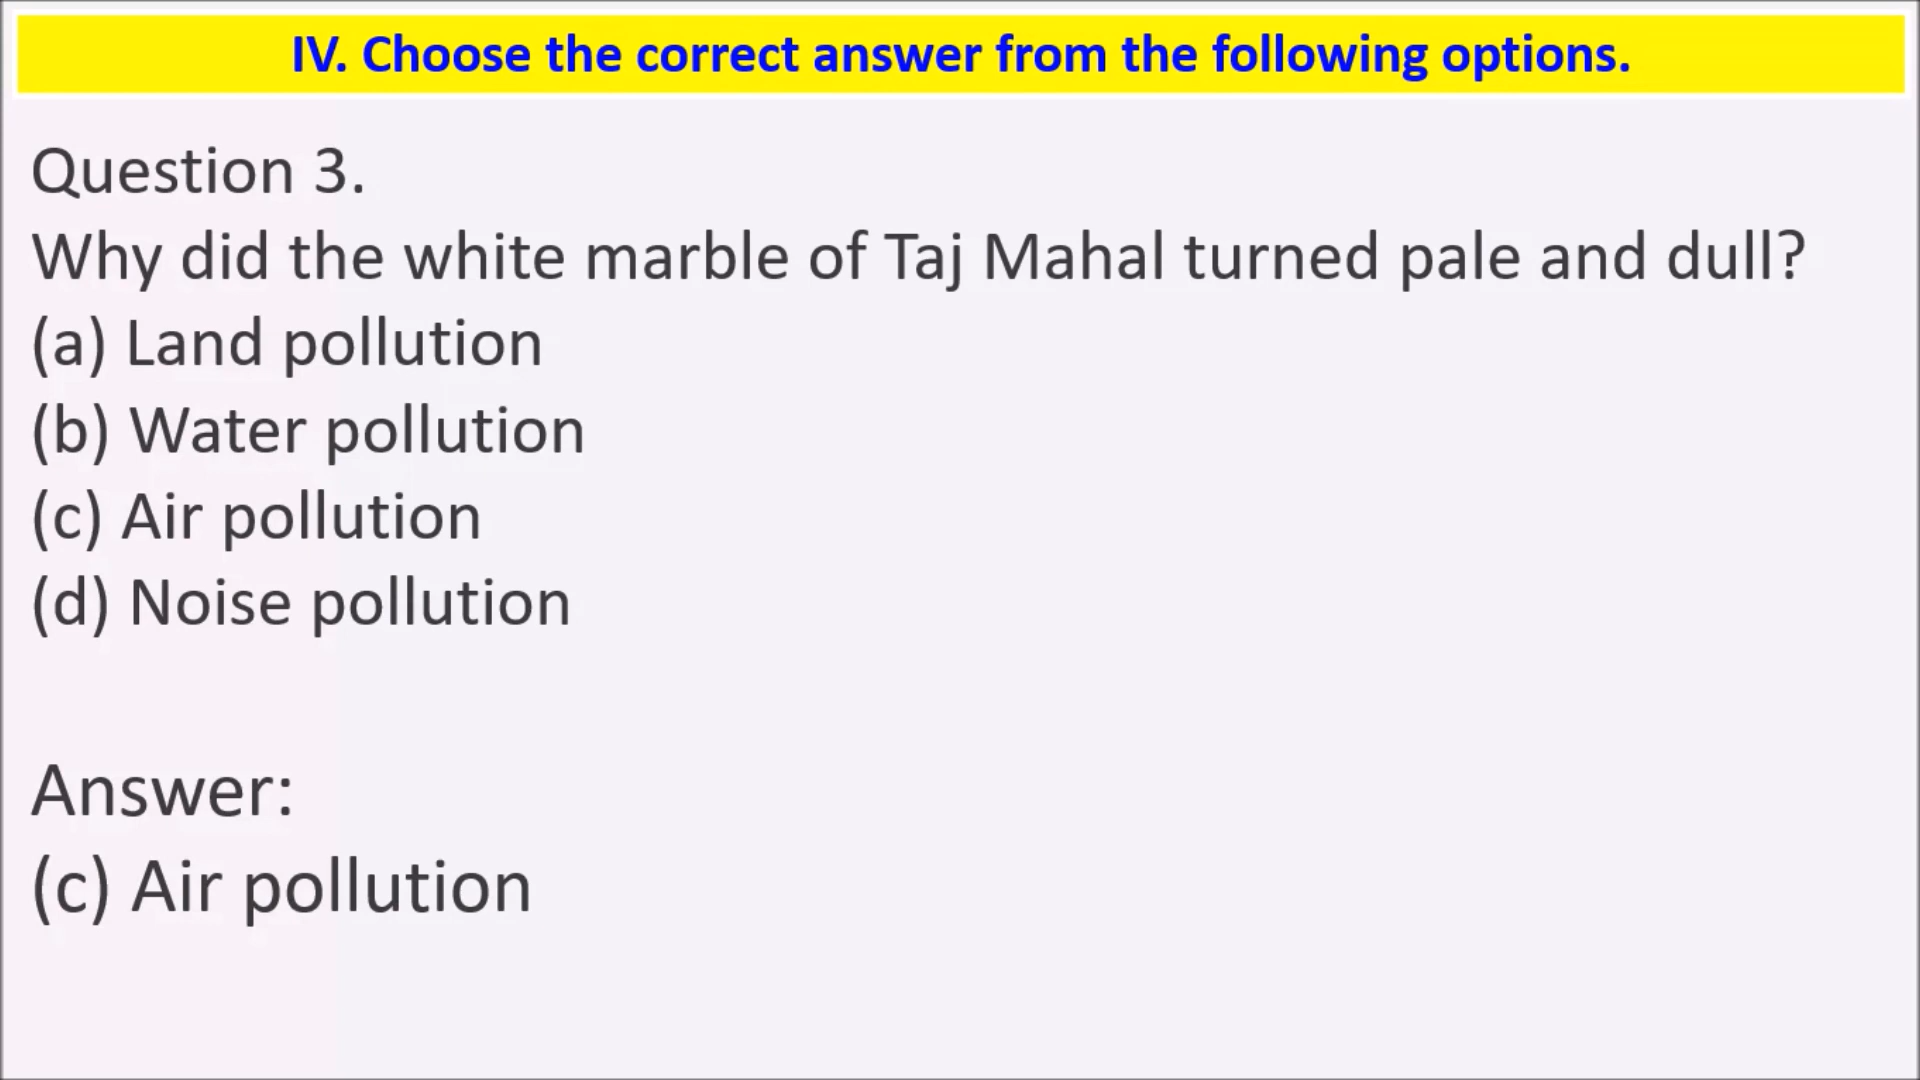 IV. Choose the correct answer from the following options.
Question 3.
Why did the white marble of Taj Mahal turned pale and dull?
(a) Land pollution
(b) Water pollution
(c) Air pollution
(d) Noise pollution
Answer:
(c) Air pollution